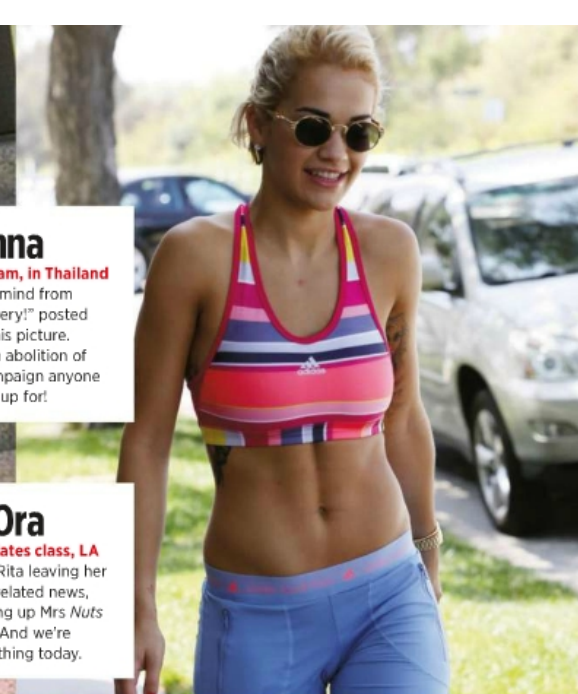 nna
am, in Thailand
mind from
ery!” posted
is picture.
abolition of
mpaign anyone
up for!
adidas
Ora
ates class, LA
Rita leaving her
elated news,
ng up Mrs Nuts
And we're
thing today.